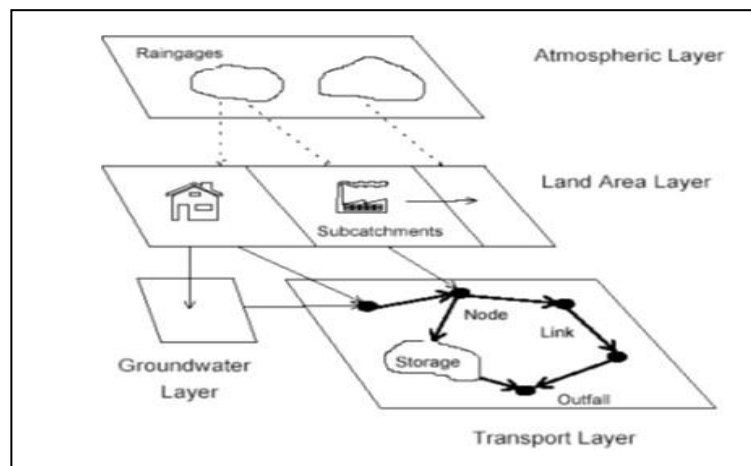 Raingages
Atmospheric Layer
Land Area Layer
Subcatchments
Node
Link
Storage
Groundwater
Layer
Outfall
Transport Layer